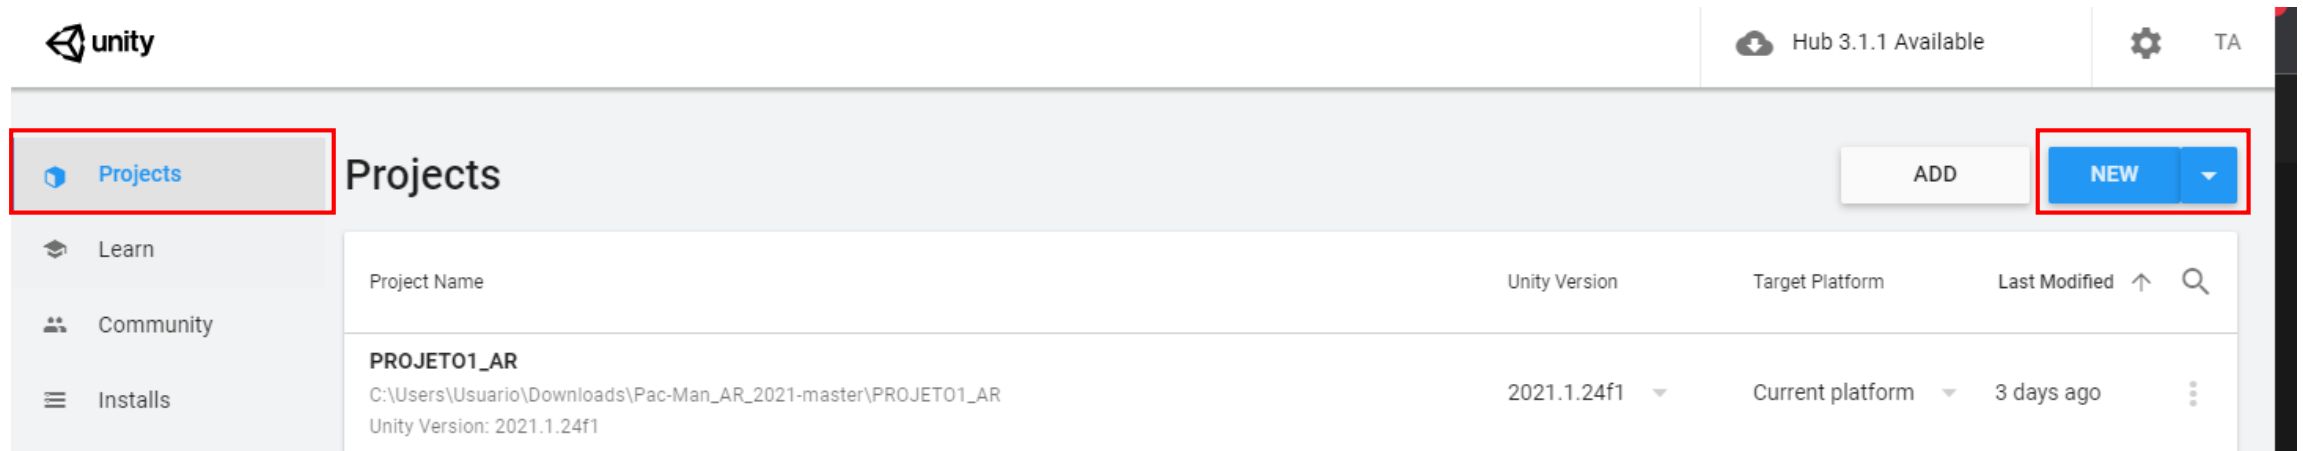 unity
Hub 3.1.1 Available
TA
Projects
Learn
Community
Installs
Projects
ADD
NEW
Project Name
Unity Version
Target Platform
Last Modified
PROJETO1_AR
C:\Users\Usuario\Downloads\Pac-Man_AR_2021-master\PROJETO1_AR
Unity Version: 2021.1.24f1
2021.1.24f1
Current platform
3 days ago